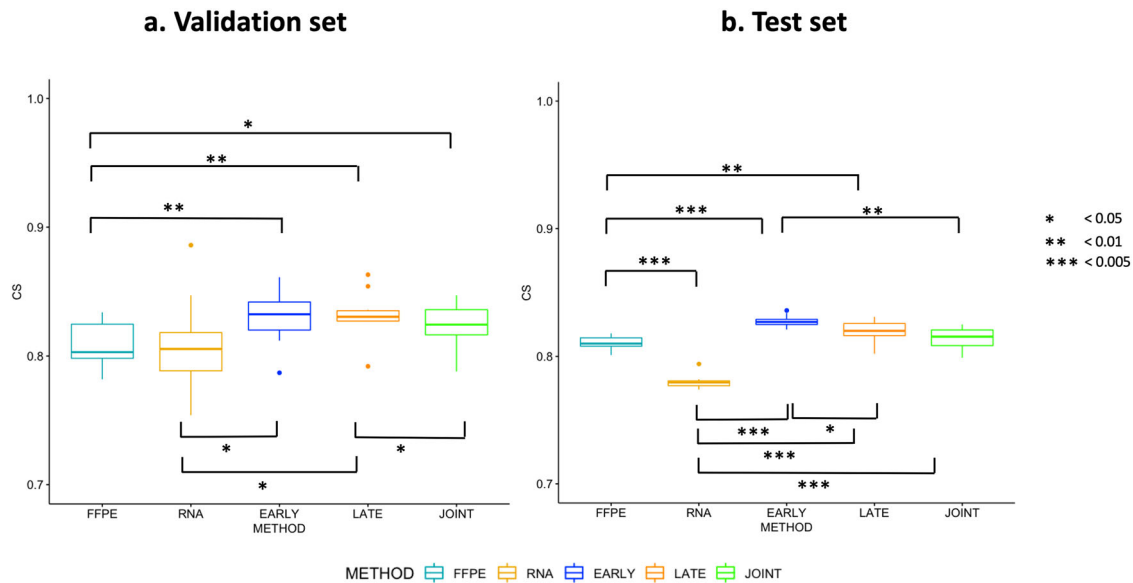 a. Validation set
b. Test set
1.0
0.9
0.8
0.7
CS
*
**
**
*
*
*
FFPE RNA EARLY LATE JOINT
METHOD
1.0
0.9
0.8
0.7
CS
**
***
**
***
***
*
***
***
FFPE RNA EARLY LATE JOINT
METHOD
* < 0.05
** < 0.01
*** < 0.005
METHOD FFPE RNA EARLY LATE JOINT